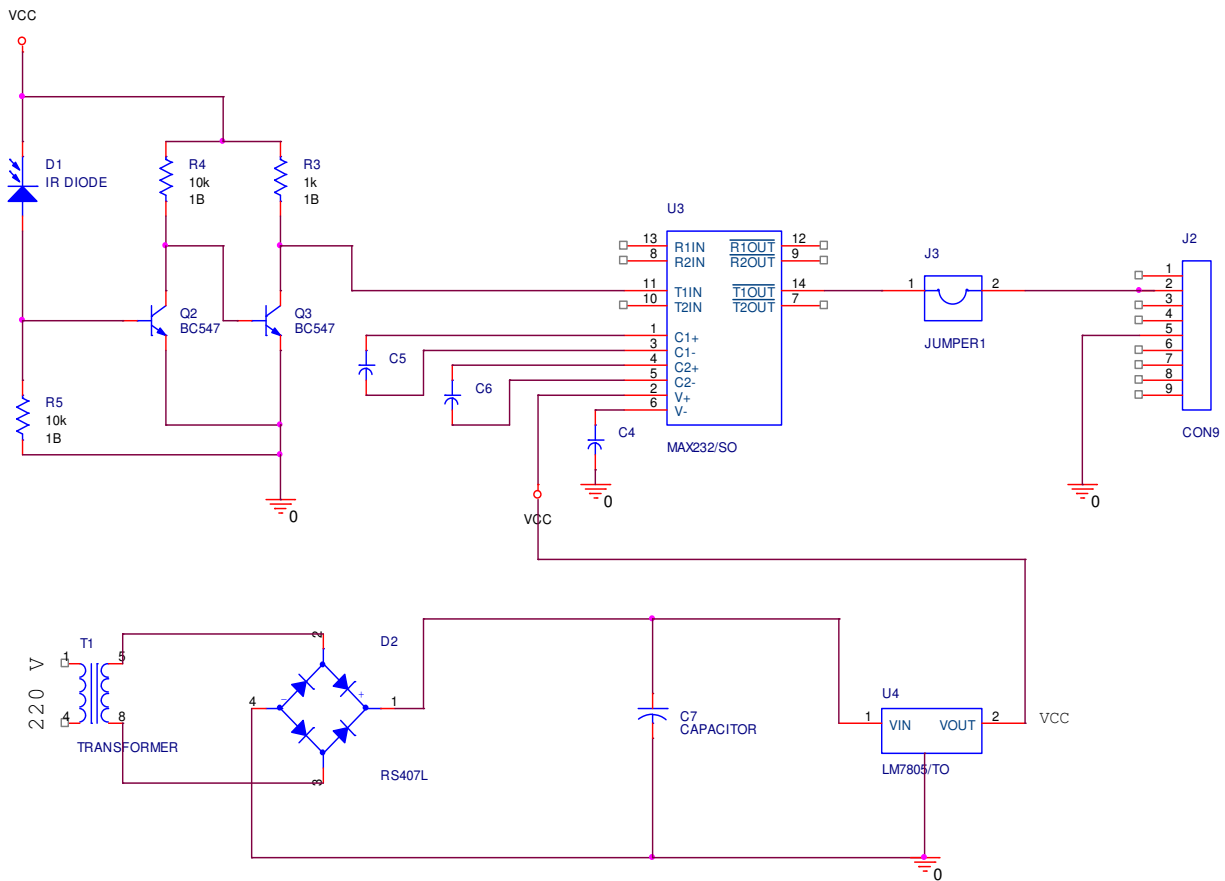 VCC
D1
IR DIODE
R4
10k
1B
R3
1k
1B
Q2
BC547
Q3
BC547
R5
10k
1B
0
U3
13 R1IN R1OUT 12
8 R2IN R2OUT 9
11 T1IN T1OUT 14
10 T2IN T2OUT 7
1 C1+
3 C1-
4 C2+
5 C2-
2 V+
6 V-
MAX232/SO
C5
C6
C4
0
VCC
J3
1 2
JUMPER1
J2
1
2
3
4
5
6
7
8
9
CON9
0
220 V
T1
1 5
4 8
TRANSFORMER
D2
2
4 - + 1
3
RS407L
C7
CAPACITOR
U4
1 VIN VOUT 2
VCC
LM7805/TO
0